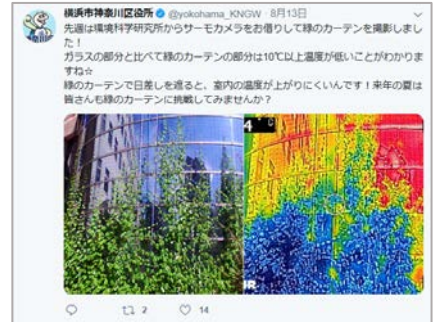 横浜市神奈川区役所 @yokohama_KNGW · 8月13日
先週は環境科学研究所からサーモカメラをお借りして緑のカーテンを撮影しまし
た！
ガラスの部分と比べて緑のカーテンの部分は10℃以上温度が低いことがわかりま
すね☆
緑のカーテンで日差しを遮ると、室内の温度が上がりにくいんです！来年の夏は
皆さんも緑のカーテンに挑戦してみませんか？
4 C
IR
2
14